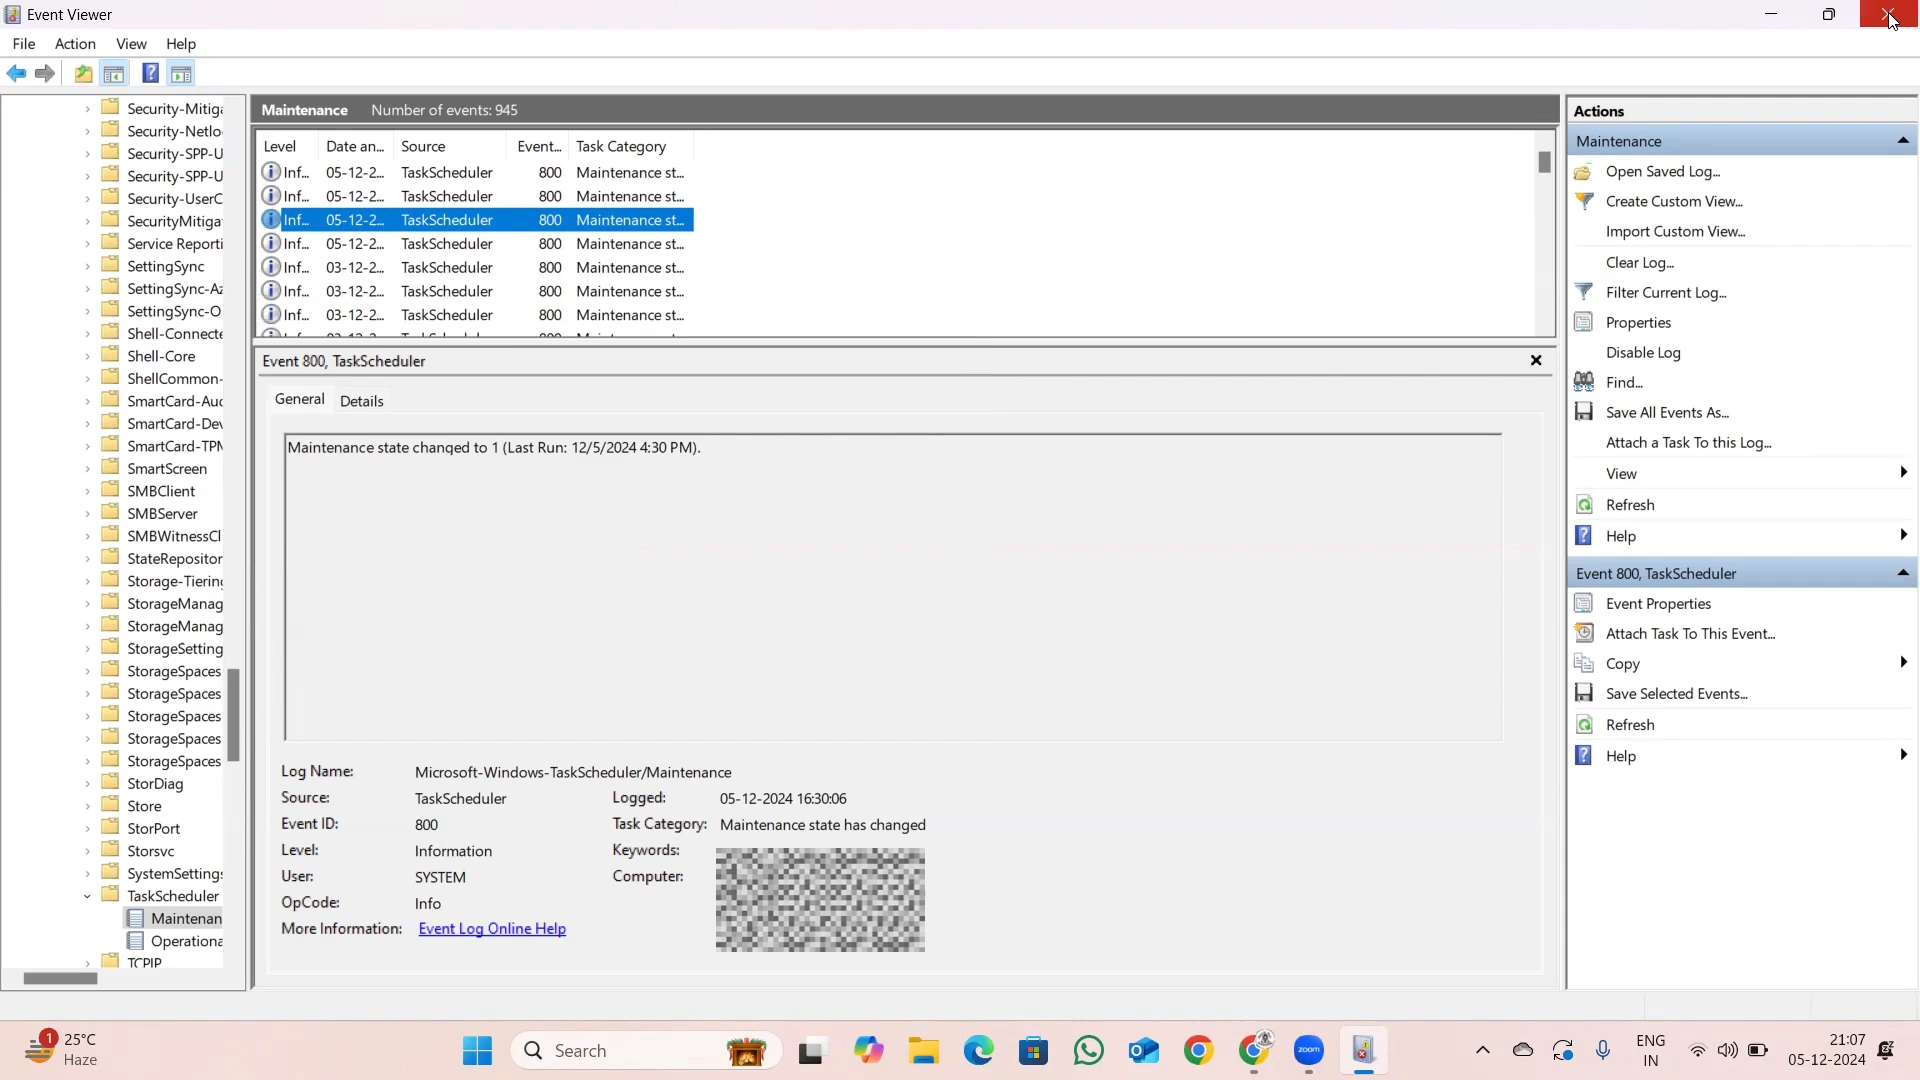 Event Viewer
File Action View Help
Security-Mitiga
Security-Netlo
Security-SPP-U
Security-SPP-U
Security-UserC
SecurityMitiga
Service Reporti
SettingSync
SettingSync-Az
SettingSync-O
Shell-Connecte
Shell-Core
ShellCommon-
SmartCard-Auc
SmartCard-Dev
SmartCard-TPM
SmartScreen
SMBClient
SMBServer
SMBWitnessCl
StateRepositor
Storage-Tiering
StorageManag
StorageManag
StorageSetting
StorageSpaces
StorageSpaces
StorageSpaces
StorageSpaces
StorageSpaces
StorDiag
Store
StorPort
Storsvc
SystemSettings
TaskScheduler
Maintenan
Operationa
TCPIP
Maintenance Number of events: 945
Level Date an... Source Event... Task Category
Inf... 05-12-2... TaskScheduler 800 Maintenance st...
Inf... 05-12-2... TaskScheduler 800 Maintenance st...
Inf... 05-12-2... TaskScheduler 800 Maintenance st...
Inf... 05-12-2... TaskScheduler 800 Maintenance st...
Inf... 03-12-2... TaskScheduler 800 Maintenance st...
Inf... 03-12-2... TaskScheduler 800 Maintenance st...
Inf... 03-12-2... TaskScheduler 800 Maintenance st...
Event 800, TaskScheduler
General Details
Maintenance state changed to 1 (Last Run: 12/5/2024 4:30 PM).
Log Name: Microsoft-Windows-TaskScheduler/Maintenance
Source: TaskScheduler Logged: 05-12-2024 16:30:06
Event ID: 800 Task Category: Maintenance state has changed
Level: Information Keywords:
User: SYSTEM Computer:
OpCode: Info
More Information: Event Log Online Help
Actions
Maintenance
Open Saved Log...
Create Custom View...
Import Custom View...
Clear Log...
Filter Current Log...
Properties
Disable Log
Find...
Save All Events As...
Attach a Task To this Log...
View
Refresh
Help
Event 800, TaskScheduler
Event Properties
Attach Task To This Event...
Copy
Save Selected Events...
Refresh
Help
1 25°C
Haze
Search
zoom
ENG
IN
21:07
05-12-2024